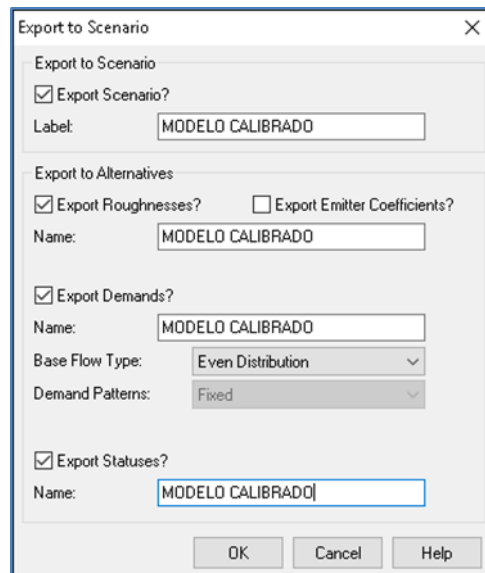 Export to Scenario
Export to Scenario
Export Scenario?
Label: MODELO CALIBRADO
Export to Alternatives
Export Roughnesses? Export Emitter Coefficients?
Name: MODELO CALIBRADO
Export Demands?
Name: MODELO CALIBRADO
Base Flow Type: Even Distribution
Demand Patterns: Fixed
Export Statuses?
Name: MODELO CALIBRADO
OK Cancel Help